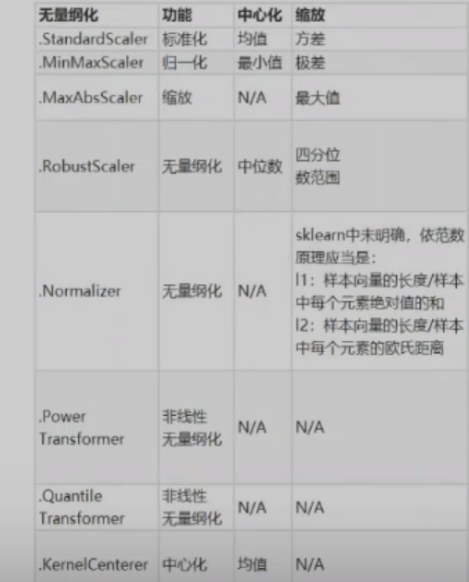 无量纲化 功能 中心化 缩放
.StandardScaler 标准化 均值 方差
.MinMaxScaler 归一化 最小值 极差
.MaxAbsScaler 缩放 N/A 最大值
.RobustScaler 无量纲化 中位数 四分位
数范围
.Normalizer 无量纲化 N/A sklearn中未明确，依范数
原理应当是：
l1：样本向量的长度/样本
中每个元素绝对值的和
l2：样本向量的长度/样本
中每个元素的欧氏距离
.Power
Transformer 非线性
无量纲化 N/A N/A
.Quantile
Transformer 非线性
无量纲化 N/A N/A
.KernelCenterer 中心化 均值 N/A